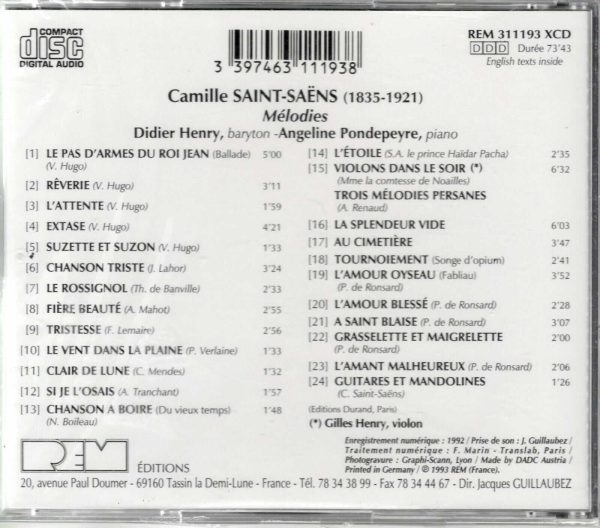 COMPACT
disc
DIGITAL AUDIO
3 397463 111938
REM 311193 XCD
DDD Durée 73'43
English texts inside
Camille SAINT-SAËNS (1835-1921)
Mélodies
Didier Henry, baryton -Angeline Pondepeyre, piano
[1] LE PAS D'ARMES DU ROI JEAN (Ballade) 5'00
(V. Hugo)
[2] RÊVERIE (V. Hugo) 3'11
[3] L'ATTENTE (V. Hugo) 1'59
[4] EXTASE (V. Hugo) 4'21
[5] SUZETTE ET SUZON (V. Hugo) 1'33
[6] CHANSON TRISTE (J. Lahor) 3'24
[7] LE ROSSIGNOL (Th. de Banville) 2'33
[8] FIÈRE BEAUTÉ (A. Mahot) 2'55
[9] TRISTESSE (F. Lemaire) 2'56
[10] LE VENT DANS LA PLAINE (P. Verlaine) 1'33
[11] CLAIR DE LUNE (C. Mendes) 1'32
[12] SI JE L'OSAIS (A. Tranchant) 1'57
[13] CHANSON A BOIRE (Du vieux temps) 1'48
(N. Boileau)
[14] L'ÉTOILE (S.A. le prince Haïdar Pacha) 2'35
[15] VIOLONS DANS LE SOIR (*) 6'32
(Mme la comtesse de Noailles)
TROIS MÉLODIES PERSANES
(A. Renaud)
[16] LA SPLENDEUR VIDE 6'03
[17] AU CIMETIÈRE 3'47
[18] TOURNOIEMENT (Songe d'opium) 2'41
[19] L'AMOUR OYSEAU (Fabliau) 3'52
(P. de Ronsard)
[20] L'AMOUR BLESSÉ (P. de Ronsard) 2'28
[21] A SAINT BLAISE (P. de Ronsard) 3'07
[22] GRASSELETTE ET MAIGRELETTE 2'00
(P. de Ronsard)
[23] L'AMANT MALHEUREUX (P. de Ronsard) 2'06
[24] GUITARES ET MANDOLINES 1'26
(C. Saint-Saëns)
(Editions Durand, Paris)
(*) Gilles Henry, violon
Enregistrement numérique : 1992 / Prise de son : J. Guillaubez /
Traitement numérique : F. Marin - Translab, Paris /
Photogravure : Graphi-Scann, Lyon / Made by DADC Austria /
Printed in Germany / ℗ 1993 REM (France).
REM ÉDITIONS
20, avenue Paul Doumer - 69160 Tassin la Demi-Lune - France - Tél. 78 34 38 99 - Fax 78 34 44 67 - Dir. Jacques GUILLAUBEZ